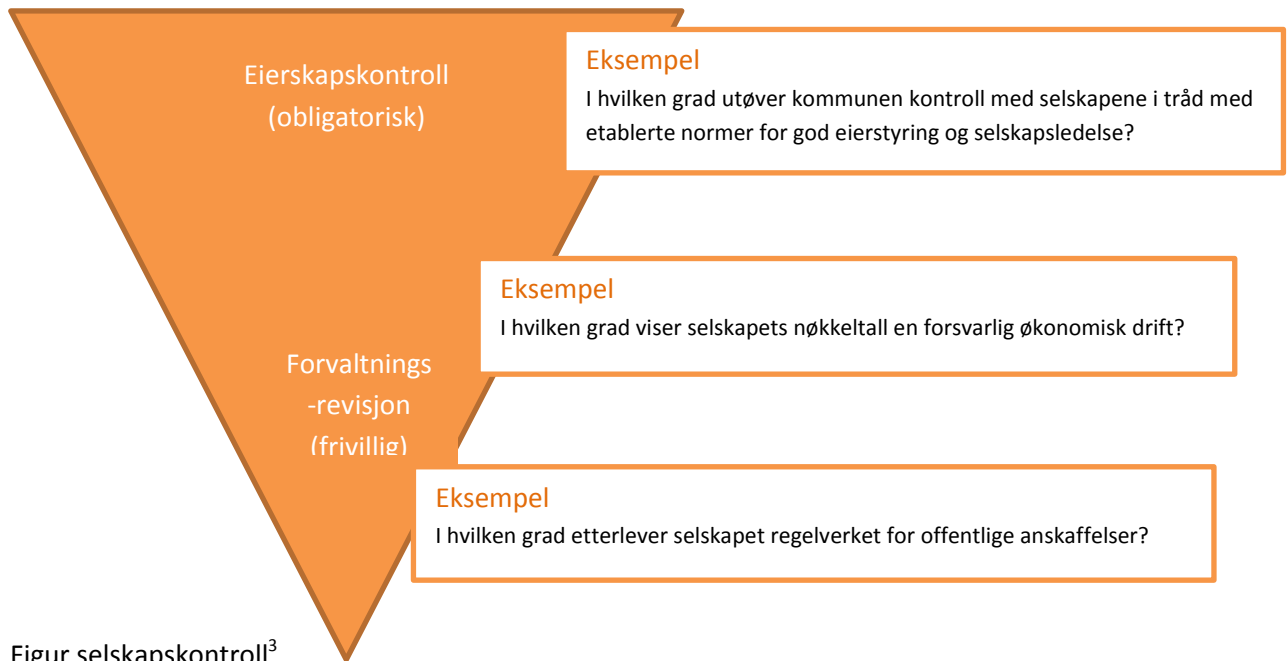 Eierskapskontroll
(obligatorisk)
Eksempel
I hvilken grad utøver kommunen kontroll med selskapene i tråd med
etablerte normer for god eierstyring og selskapsledelse?
Eksempel
I hvilken grad viser selskapets nøkkeltall en forsvarlig økonomisk drift?
Forvaltnings
-revisjon
(frivillig)
Eksempel
I hvilken grad etterlever selskapet regelverket for offentlige anskaffelser?
Figur selskapskontroll³